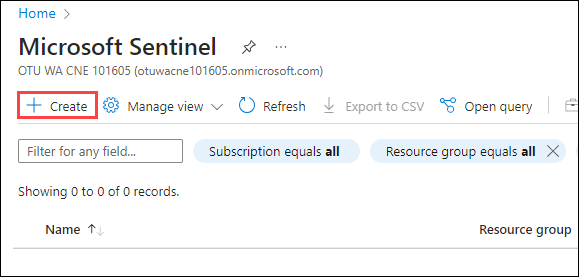 Home
Microsoft Sentinel
OTU WA CNE 101605 (otuwacne101605.onmicrosoft.com)
Create Manage view Refresh Export to CSV Open query
Filter for any field... Subscription equals all Resource group equals all
Showing 0 to 0 of 0 records.
Name ↑↓ Resource group